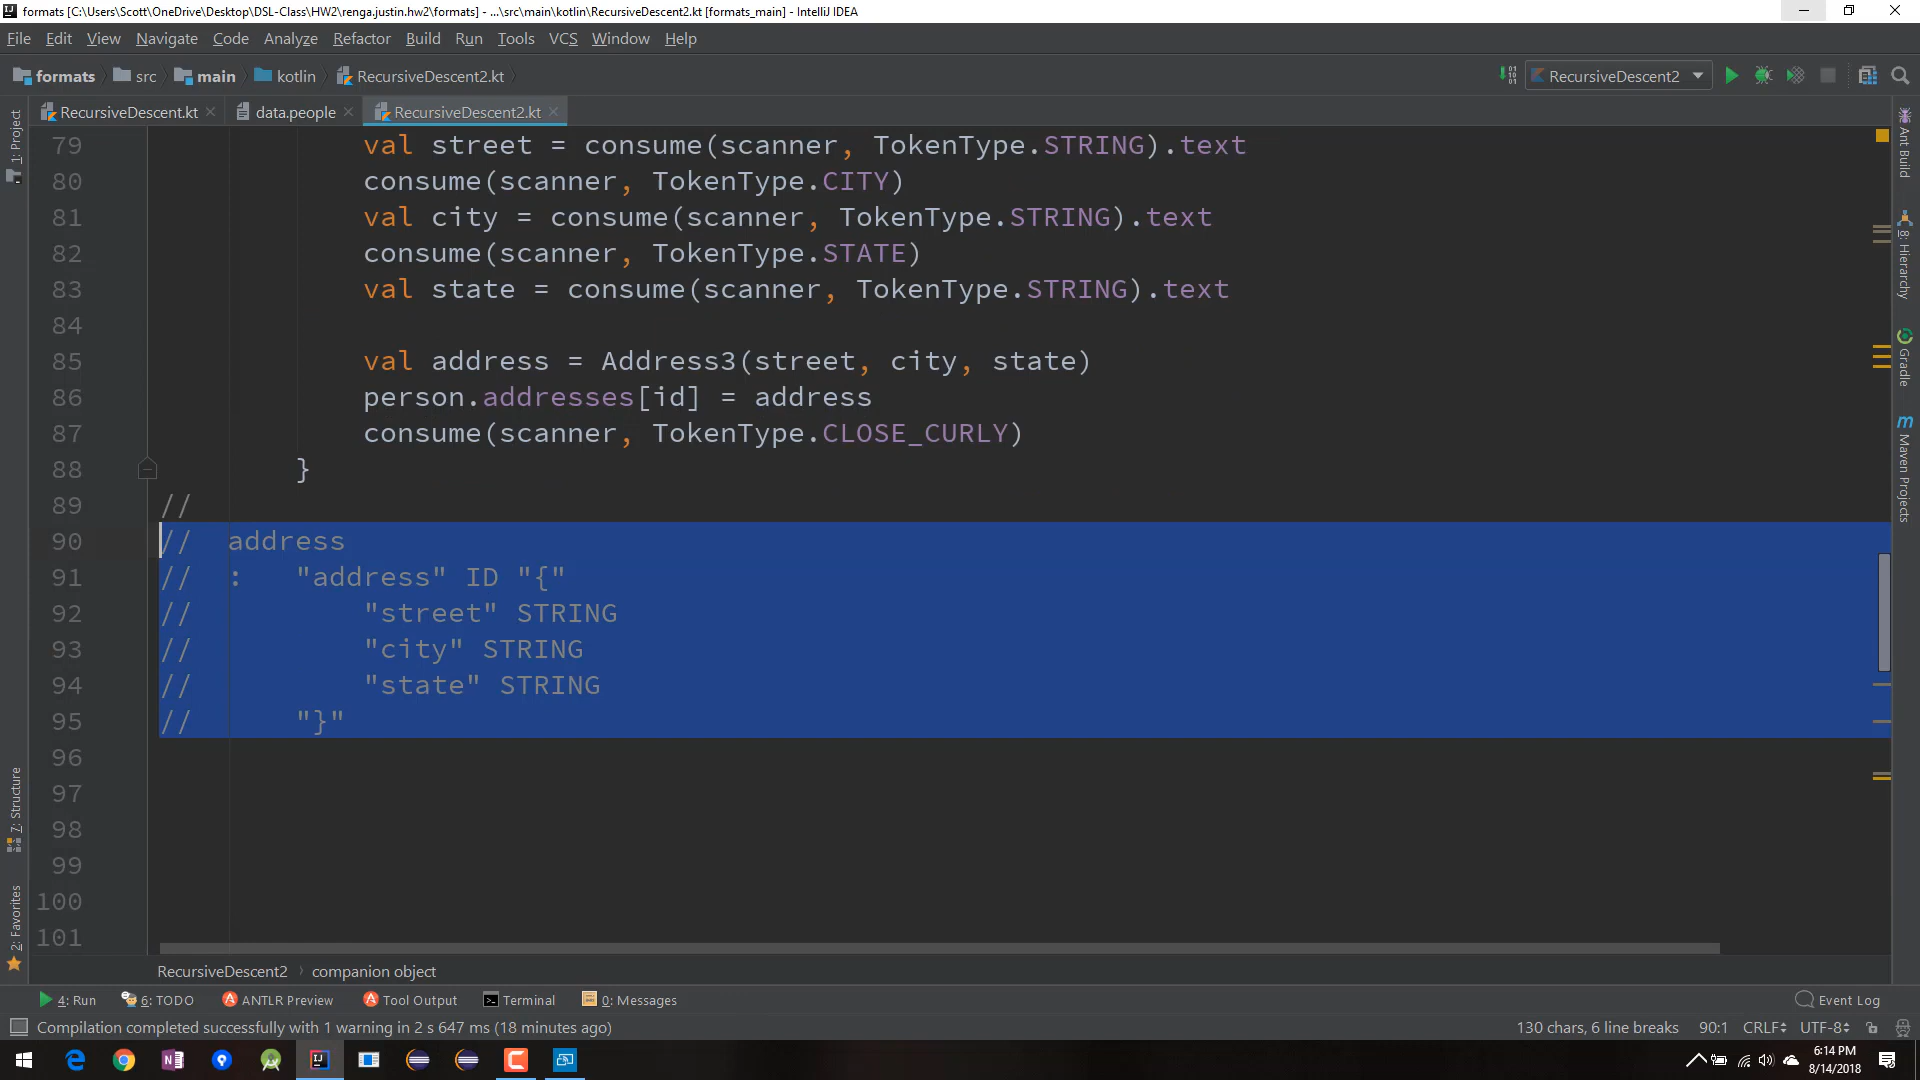 formats [C:\Users\Scott\OneDrive\Desktop\DSL-Class\HW2\renga.justin.hw2\formats] - ...\src\main\kotlin\RecursiveDescent2.kt [formats_main] - IntelliJ IDEA
File Edit View Navigate Code Analyze Refactor Build Run Tools VCS Window Help
formats src main kotlin RecursiveDescent2.kt RecursiveDescent2
RecursiveDescent.kt data.people RecursiveDescent2.kt
1: Project
7: Structure
2: Favorites
Ant Build
8: Hierarchy
Gradle
Maven Projects
79 val street = consume(scanner, TokenType.STRING).text
80 consume(scanner, TokenType.CITY)
81 val city = consume(scanner, TokenType.STRING).text
82 consume(scanner, TokenType.STATE)
83 val state = consume(scanner, TokenType.STRING).text
84
85 val address = Address3(street, city, state)
86 person.addresses[id] = address
87 consume(scanner, TokenType.CLOSE_CURLY)
88 }
89 //
90 // address
91 // : "address" ID "{"
92 // "street" STRING
93 // "city" STRING
94 // "state" STRING
95 // "}"
96
97
98
99
100
101
RecursiveDescent2 › companion object
4: Run 6: TODO ANTLR Preview Tool Output Terminal 0: Messages Event Log
Compilation completed successfully with 1 warning in 2 s 647 ms (18 minutes ago) 130 chars, 6 line breaks 90:1 CRLF UTF-8
6:14 PM
8/14/2018